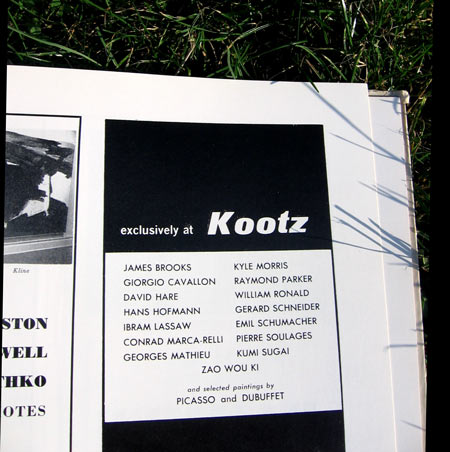 Kline
STON
WELL
THKO
OTES
exclusively at Kootz
JAMES BROOKS
GIORGIO CAVALLON
DAVID HARE
HANS HOFMANN
IBRAM LASSAW
CONRAD MARCA-RELLI
GEORGES MATHIEU
KYLE MORRIS
RAYMOND PARKER
WILLIAM RONALD
GERARD SCHNEIDER
EMIL SCHUMACHER
PIERRE SOULAGES
KUMI SUGAI
ZAO WOU KI
and selected paintings by
PICASSO and DUBUFFET